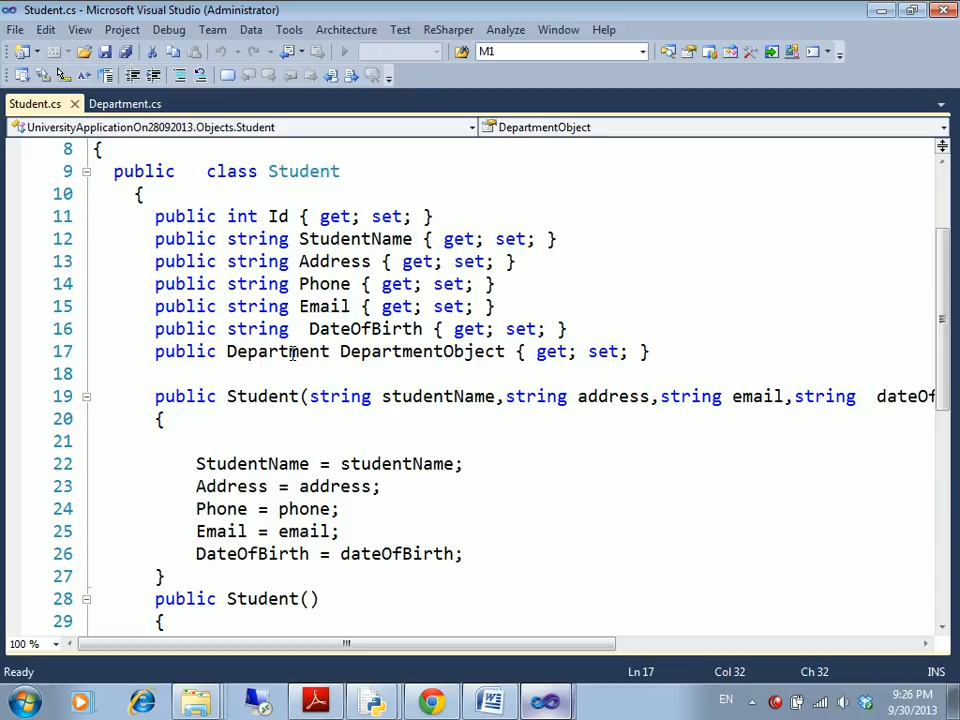 Student.cs - Microsoft Visual Studio (Administrator)
File Edit View Project Debug Team Data Tools Architecture Test ReSharper Analyze Window Help
M1
Student.cs Department.cs
UniversityApplicationOn28092013.Objects.Student DepartmentObject
8 {
9 public class Student
10 {
11 public int Id { get; set; }
12 public string StudentName { get; set; }
13 public string Address { get; set; }
14 public string Phone { get; set; }
15 public string Email { get; set; }
16 public string DateOfBirth { get; set; }
17 public Department DepartmentObject { get; set; }
18
19 public Student(string studentName,string address,string email,string dateOf
20 {
21
22 StudentName = studentName;
23 Address = address;
24 Phone = phone;
25 Email = email;
26 DateOfBirth = dateOfBirth;
27 }
28 public Student()
29 {
100 %
Ready Ln 17 Col 32 Ch 32 INS
EN 9:26 PM
9/30/2013